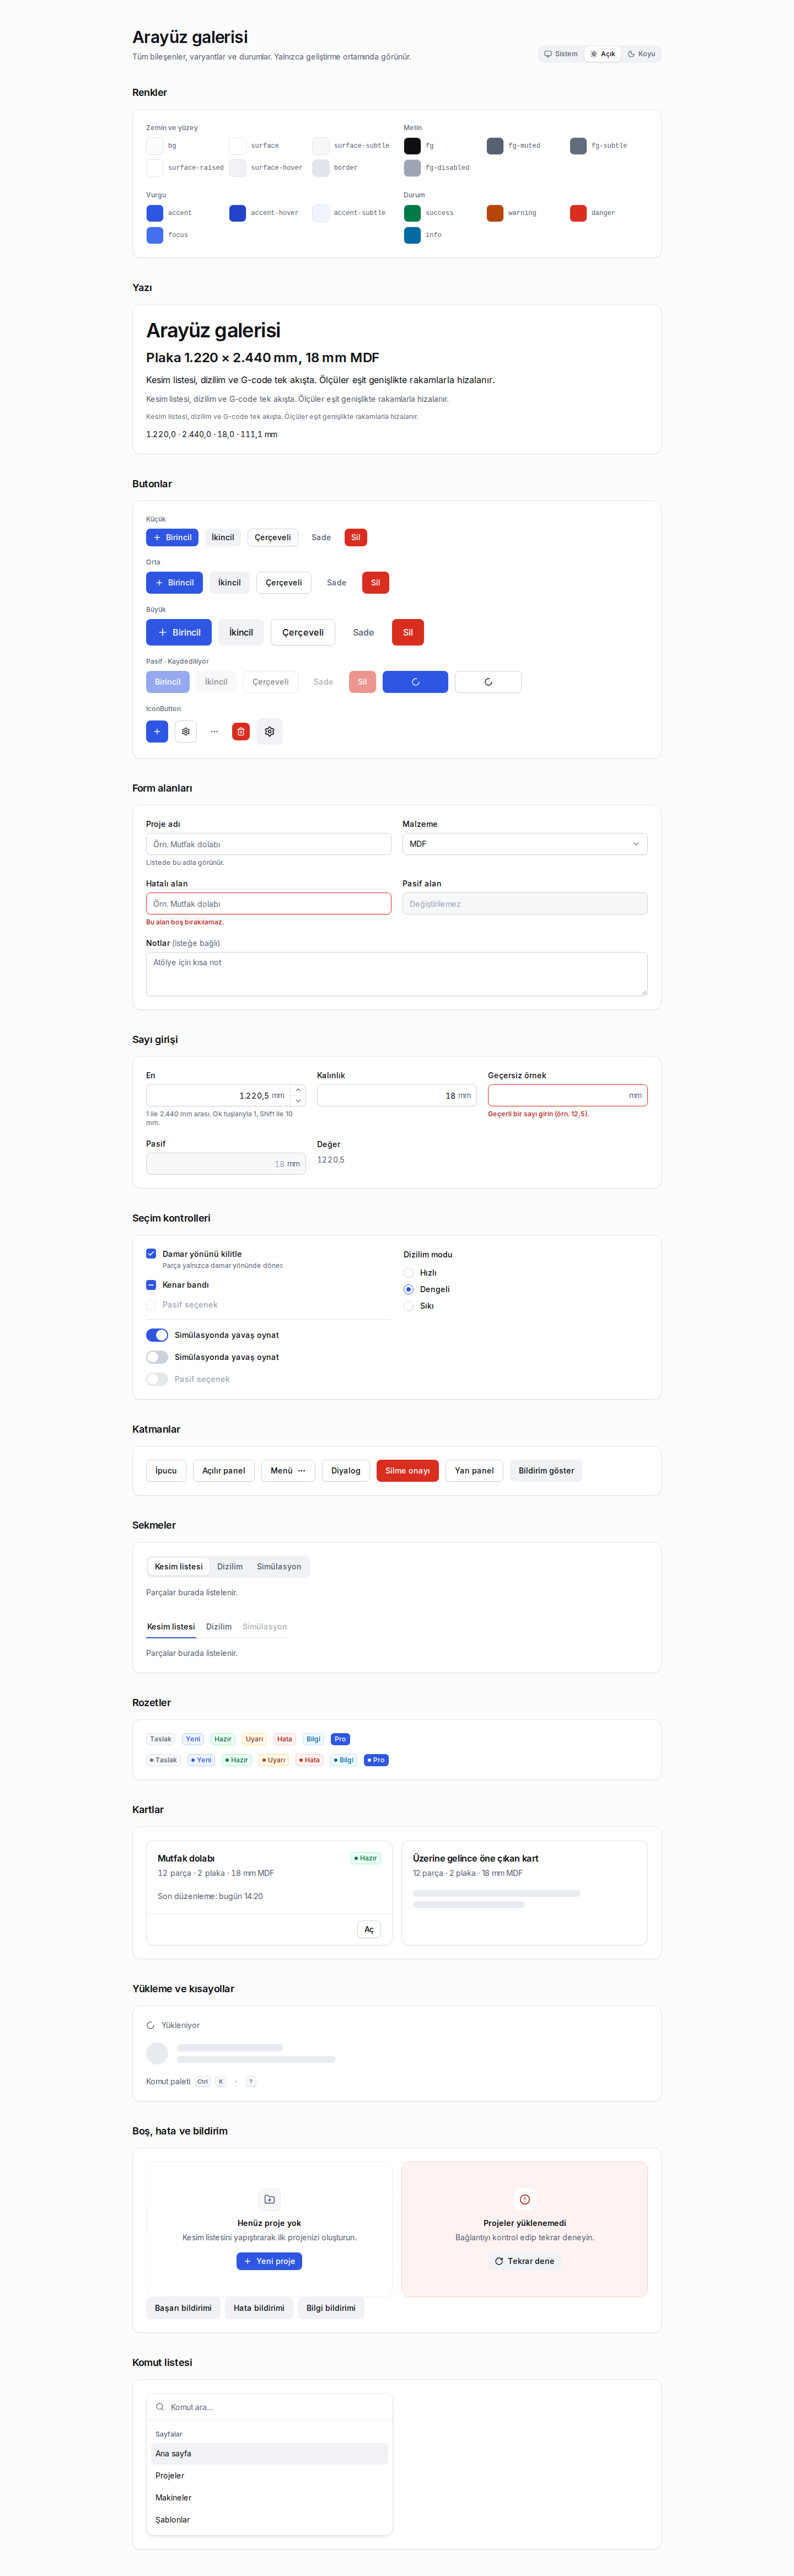 Arayüz galerisi
Tüm bileşenler, varyantlar ve durumlar. Yalnızca geliştirme ortamında görünür.
Sistem Açık Koyu
Renkler
Zemin ve yüzey Metin
bg surface surface-subtle fg fg-muted fg-subtle
surface-raised surface-hover border fg-disabled
Vurgu Durum
accent accent-hover accent-subtle success warning danger
focus info
Yazı
Arayüz galerisi
Plaka 1.220 × 2.440 mm, 18 mm MDF
Kesim listesi, dizilim ve G-code tek akışta. Ölçüler eşit genişlikte rakamlarla hizalanır.
Kesim listesi, dizilim ve G-code tek akışta. Ölçüler eşit genişlikte rakamlarla hizalanır.
Kesim listesi, dizilim ve G-code tek akışta. Ölçüler eşit genişlikte rakamlarla hizalanır.
1.220,0 · 2.440,0 · 18,0 · 111,1 mm
Butonlar
Küçük
Birincil İkincil Çerçeveli Sade Sil
Orta
Birincil İkincil Çerçeveli Sade Sil
Büyük
Birincil İkincil Çerçeveli Sade Sil
Pasif · Kaydediliyor
Birincil İkincil Çerçeveli Sade Sil
IconButton
Form alanları
Proje adı Malzeme
Örn. Mutfak dolabı MDF
Listede bu adla görünür.
Hatalı alan Pasif alan
Örn. Mutfak dolabı Değiştirilemez
Bu alan boş bırakılamaz.
Notlar (isteğe bağlı)
Atölye için kısa not
Sayı girişi
En Kalınlık Geçersiz örnek
1.220,5 mm 18 mm mm
1 ile 2.440 mm arası. Ok tuşlarıyla 1, Shift ile 10 Geçerli bir sayı girin (örn. 12,5).
mm.
Pasif Değer
18 mm 1220.5
Seçim kontrolleri
Damar yönünü kilitle Dizilim modu
Parça yalnızca damar yönünde döner.
Hızlı
Kenar bandı Dengeli
Pasif seçenek Sıkı
Simülasyonda yavaş oynat
Simülasyonda yavaş oynat
Pasif seçenek
Katmanlar
İpucu Açılır panel Menü Diyalog Silme onayı Yan panel Bildirim göster
Sekmeler
Kesim listesi Dizilim Simülasyon
Parçalar burada listelenir.
Kesim listesi Dizilim Simülasyon
Parçalar burada listelenir.
Rozetler
Taslak Yeni Hazır Uyarı Hata Bilgi Pro
Taslak Yeni Hazır Uyarı Hata Bilgi Pro
Kartlar
Mutfak dolabı Hazır Üzerine gelince öne çıkan kart
12 parça · 2 plaka · 18 mm MDF 12 parça · 2 plaka · 18 mm MDF
Son düzenleme: bugün 14:20
Aç
Yükleme ve kısayollar
Yükleniyor
Komut paleti Ctrl K · ?
Boş, hata ve bildirim
Henüz proje yok Projeler yüklenemedi
Kesim listesini yapıştırarak ilk projenizi oluşturun. Bağlantıyı kontrol edip tekrar deneyin.
Yeni proje Tekrar dene
Başarı bildirimi Hata bildirimi Bilgi bildirimi
Komut listesi
Komut ara...
Sayfalar
Ana sayfa
Projeler
Makineler
Şablonlar